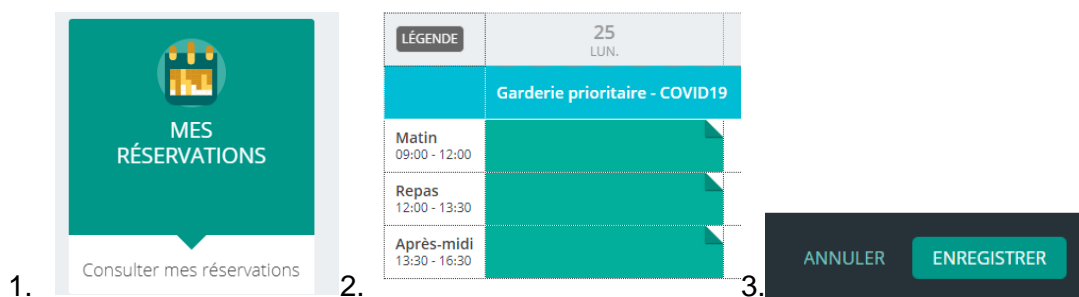 1.
MES
RÉSERVATIONS
Consulter mes réservations
2.
LÉGENDE
25
LUN.
Garderie prioritaire - COVID19
Matin
09:00 - 12:00
Repas
12:00 - 13:30
Après-midi
13:30 - 16:30
3.
ANNULER ENREGISTRER